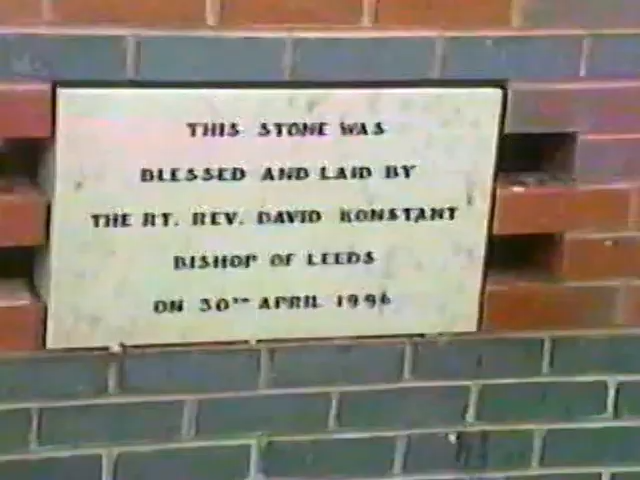 THIS STONE WAS
BLESSED AND LAID BY
THE RT. REV. DAVID KONSTANT
BISHOP OF LEEDS
ON 30TH APRIL 1996